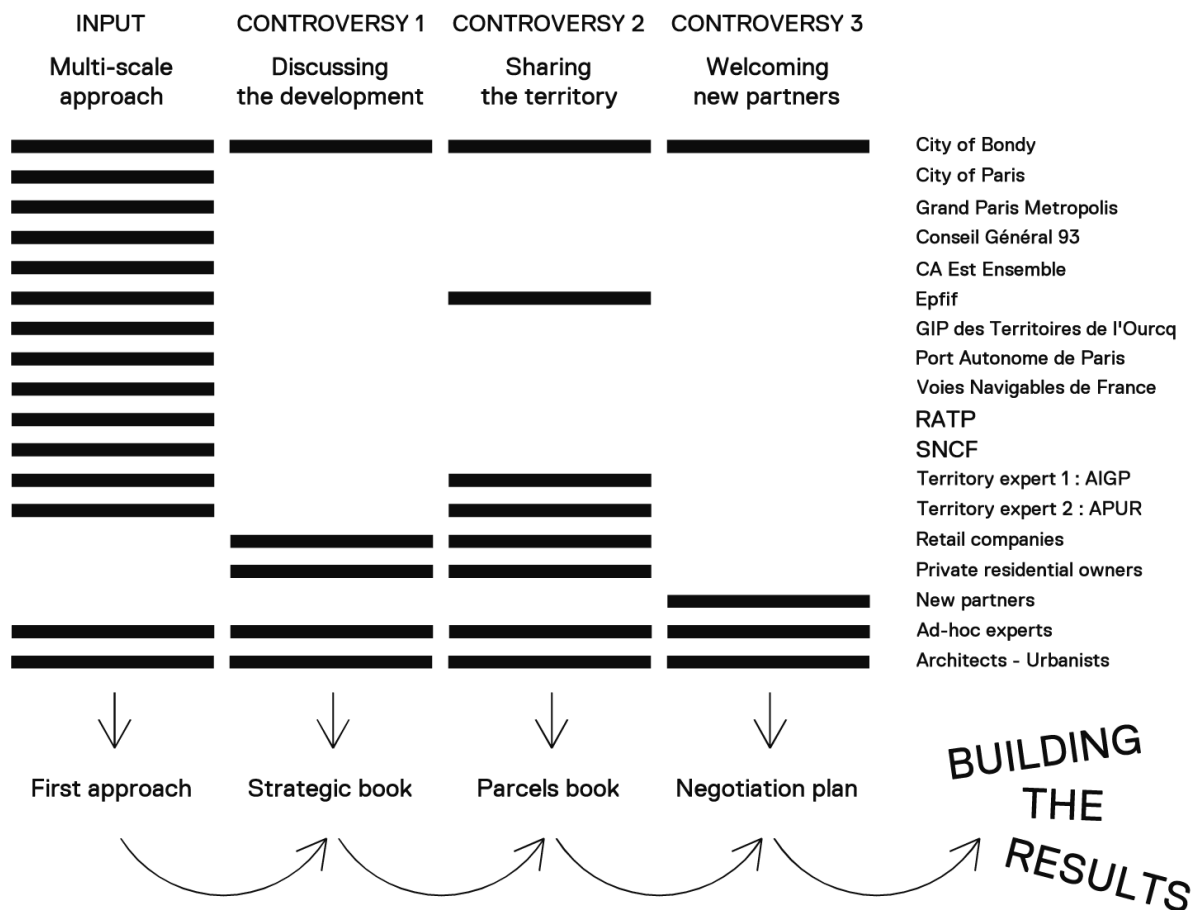 INPUT
Multi-scale
approach
CONTROVERSY 1
Discussing
the development
CONTROVERSY 2
Sharing
the territory
CONTROVERSY 3
Welcoming
new partners
City of Bondy
City of Paris
Grand Paris Metropolis
Conseil Général 93
CA Est Ensemble
Epfif
GIP des Territoires de l'Ourcq
Port Autonome de Paris
Voies Navigables de France
RATP
SNCF
Territory expert 1 : AIGP
Territory expert 2 : APUR
Retail companies
Private residential owners
New partners
Ad-hoc experts
Architects - Urbanists
First approach
Strategic book
Parcels book
Negotiation plan
BUILDING
THE
RESULTS